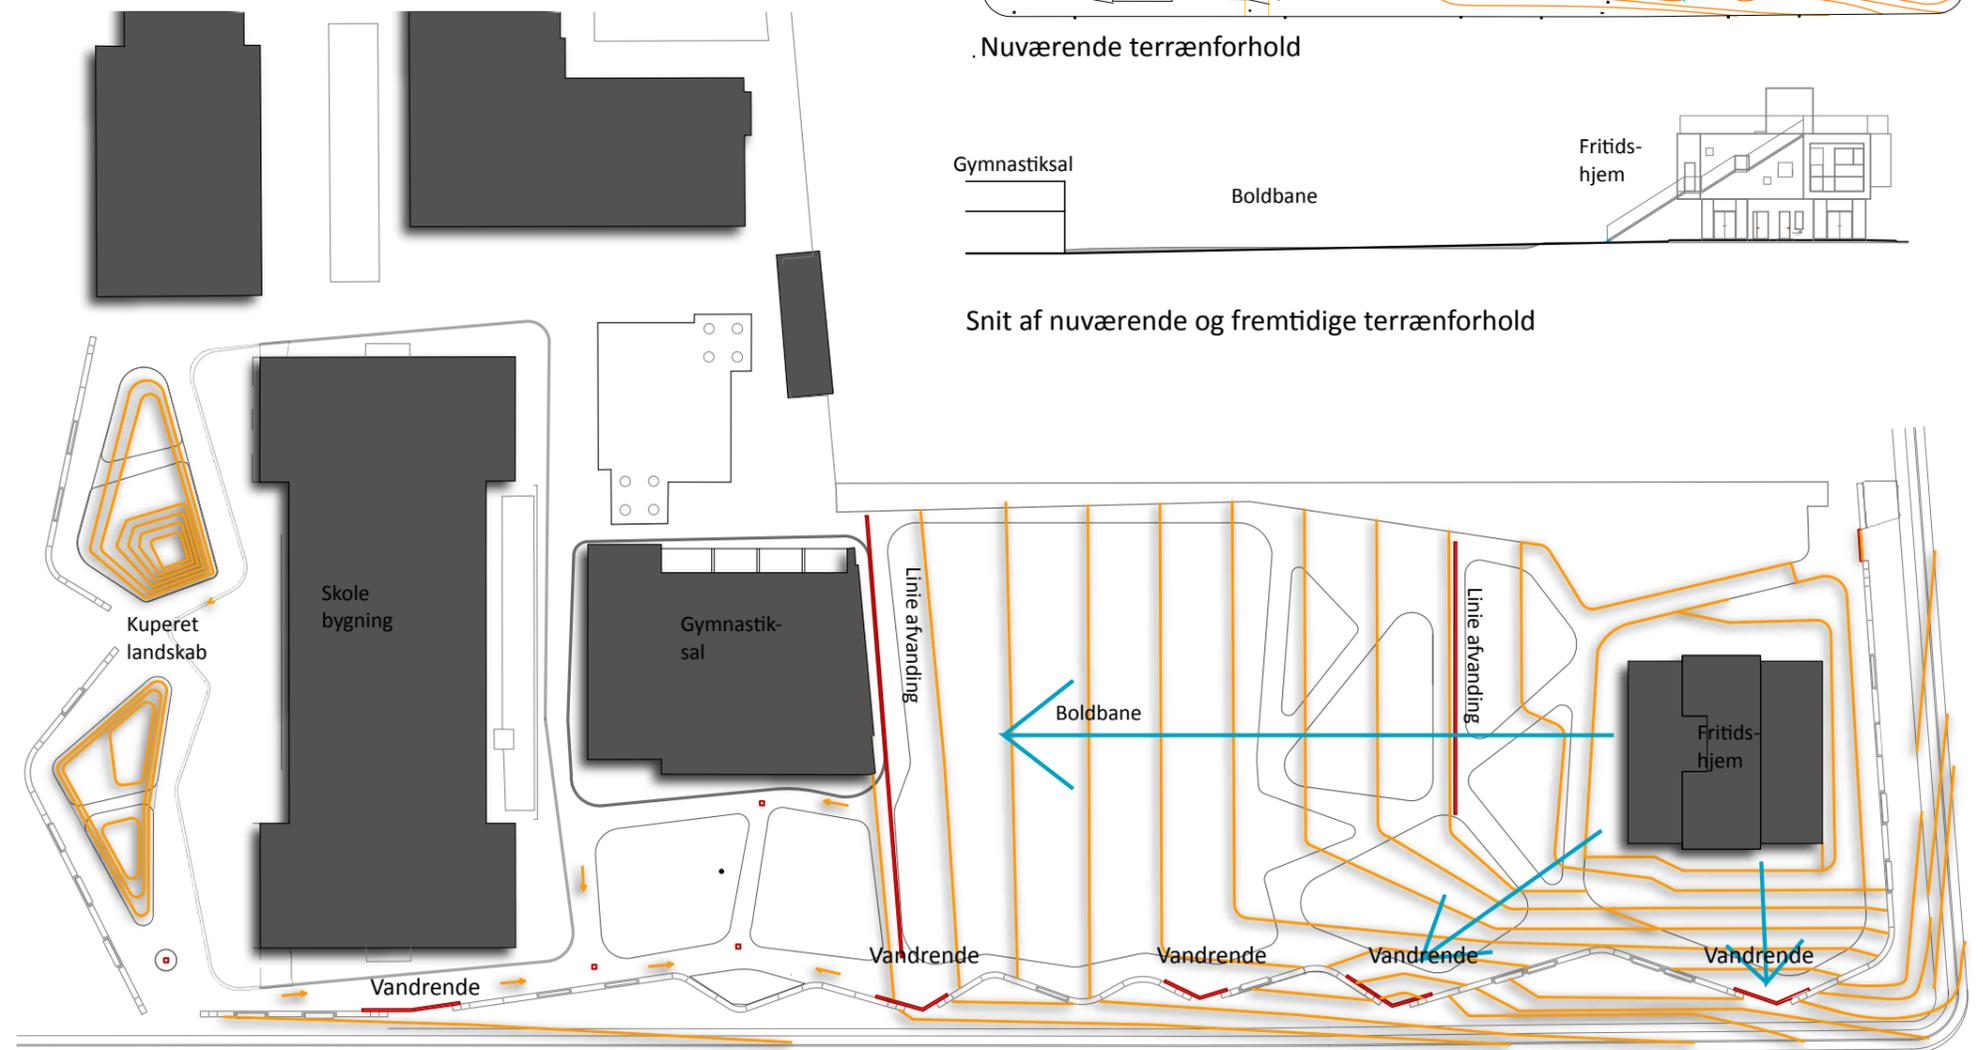 . Nuværende terrænforhold
Fritids-
hjem
Gymnastiksal
Boldbane
Snit af nuværende og fremtidige terrænforhold
Skole
bygning
Kuperet
landskab
Gymnastik-
sal
Linie afvanding
Boldbane
Linie afvanding
Fritids-
hjem
Vandrende
Vandrende
Vandrende
Vandrende
Vandrende